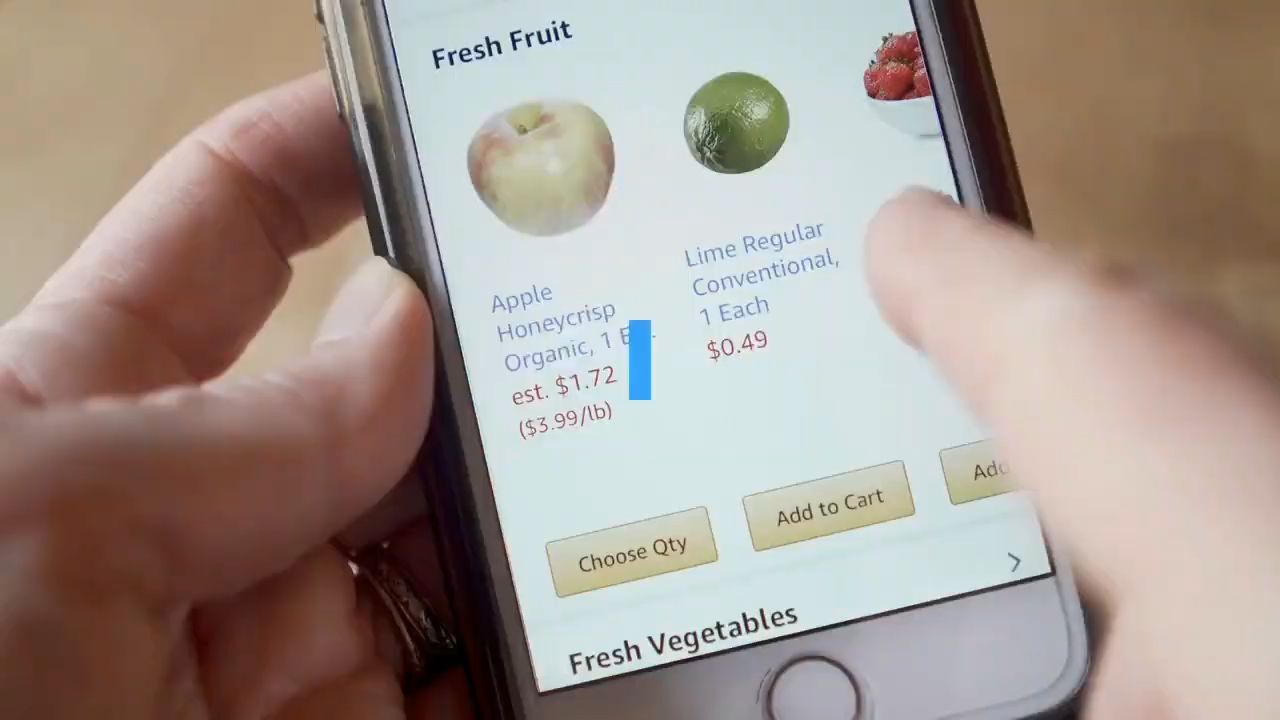 Fresh Fruit
Apple
Honeycrisp
Organic, 1
est. $1.72
($3.99/lb)
Choose Qty
Lime Regular
Conventional,
1 Each
$0.49
Add to Cart
Add
Fresh Vegetables